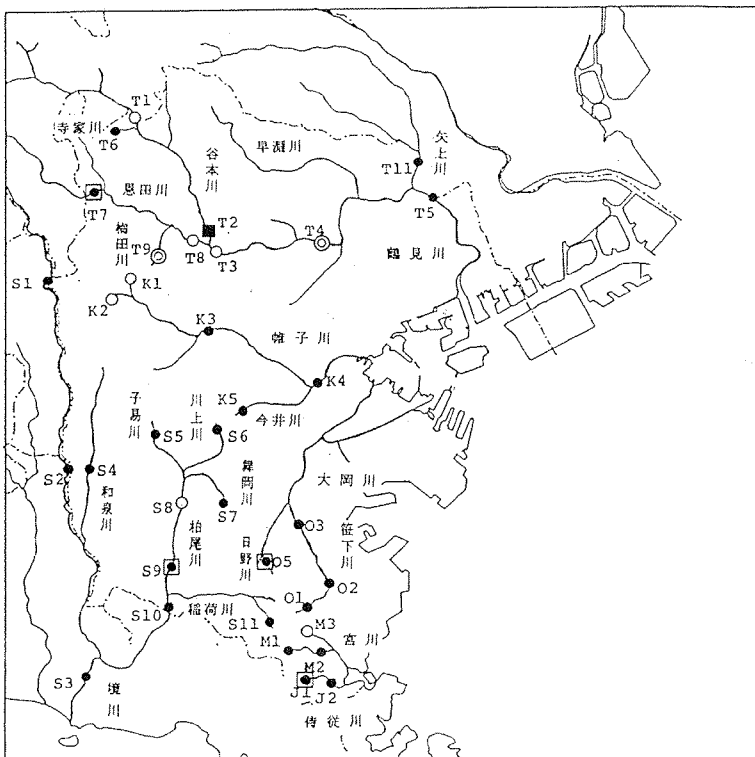 T1
寺家川
T6
谷本川
早淵川
矢上川
T11
恩田川
T7
T5
T2
楠田川
T9
T8
T3
T4
鶴見川
S1
K1
K2
K3
帷子川
K4
子易川
川上川
K5
今井川
S5
S6
舞岡川
大岡川
S2
S4
和泉川
S8
S7
柏尾川
日野川
O3
笹下川
S9
O5
O2
O1
S10
稲荷川
S11
M3
M1
宮川
M2
S3
境川
J1
J2
侍従川